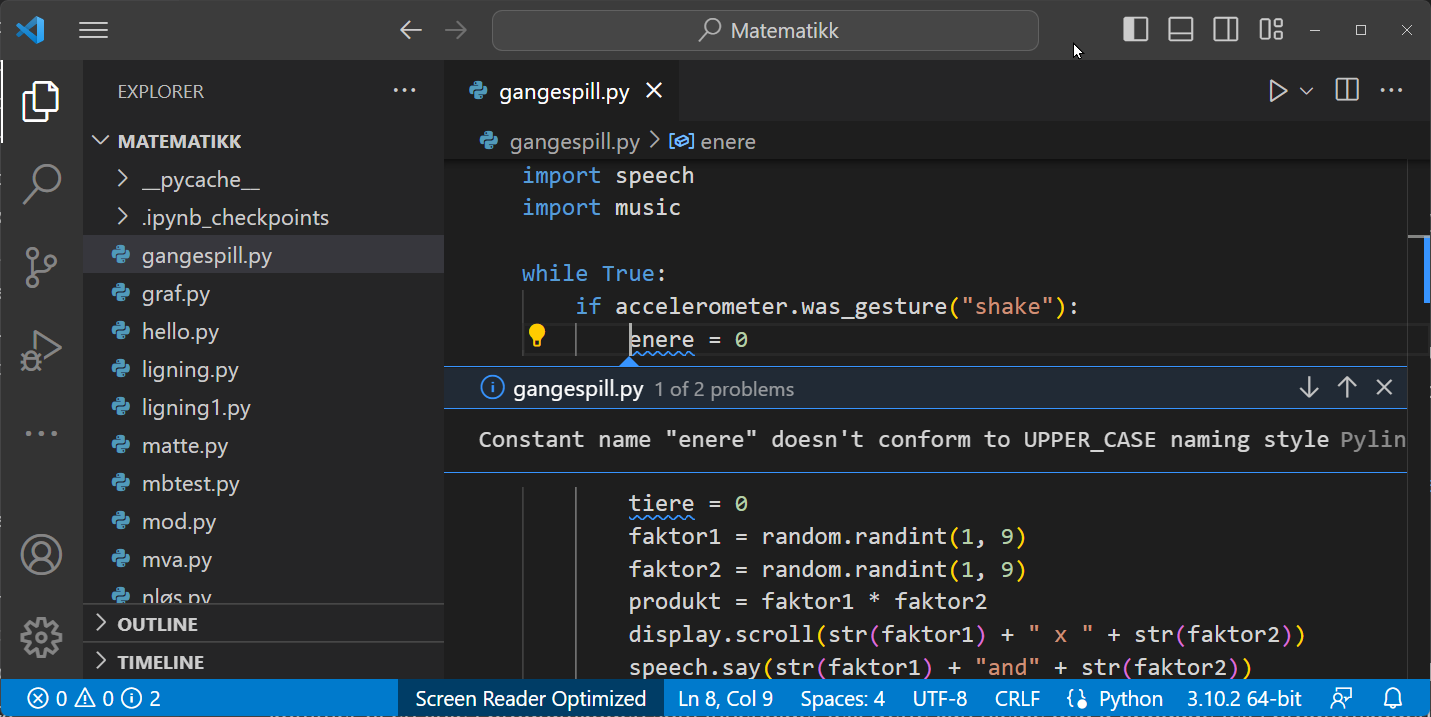 Matematikk
EXPLORER
MATEMATIKK
__pycache__
.ipynb_checkpoints
gangespill.py
graf.py
hello.py
ligning.py
ligning1.py
matte.py
mbtest.py
mod.py
mva.py
nløs.py
OUTLINE
TIMELINE
gangespill.py
gangespill.py > enere
import speech
import music
while True:
if accelerometer.was_gesture("shake"):
enere = 0
gangespill.py 1 of 2 problems
Constant name "enere" doesn't conform to UPPER_CASE naming style Pylin
tiere = 0
faktor1 = random.randint(1, 9)
faktor2 = random.randint(1, 9)
produkt = faktor1 * faktor2
display.scroll(str(faktor1) + " x " + str(faktor2))
speech.say(str(faktor1) + "and" + str(faktor2))
0 0 2 Screen Reader Optimized Ln 8, Col 9 Spaces: 4 UTF-8 CRLF Python 3.10.2 64-bit